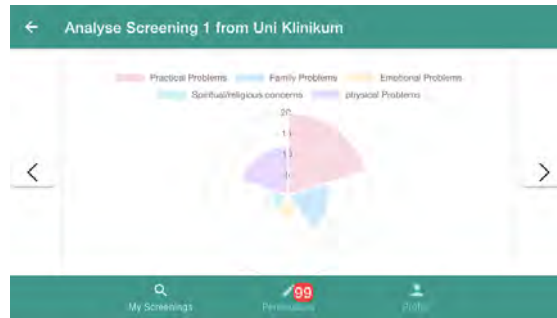 Analyse Screening 1 from Uni Klinikum
Practical Problems Family Problems Emotional Problems
Spiritual/religious concerns physical Problems
20
My Screenings 99 Profile